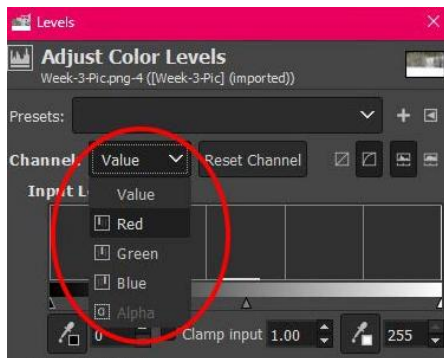 Levels
Adjust Color Levels
Week-3-Pic.png-4 ([Week-3-Pic] (imported))
Presets:
Channel: Value Reset Channel
Input L
Value
Red
Green
Blue
Alpha
0 Clamp input 1.00 255